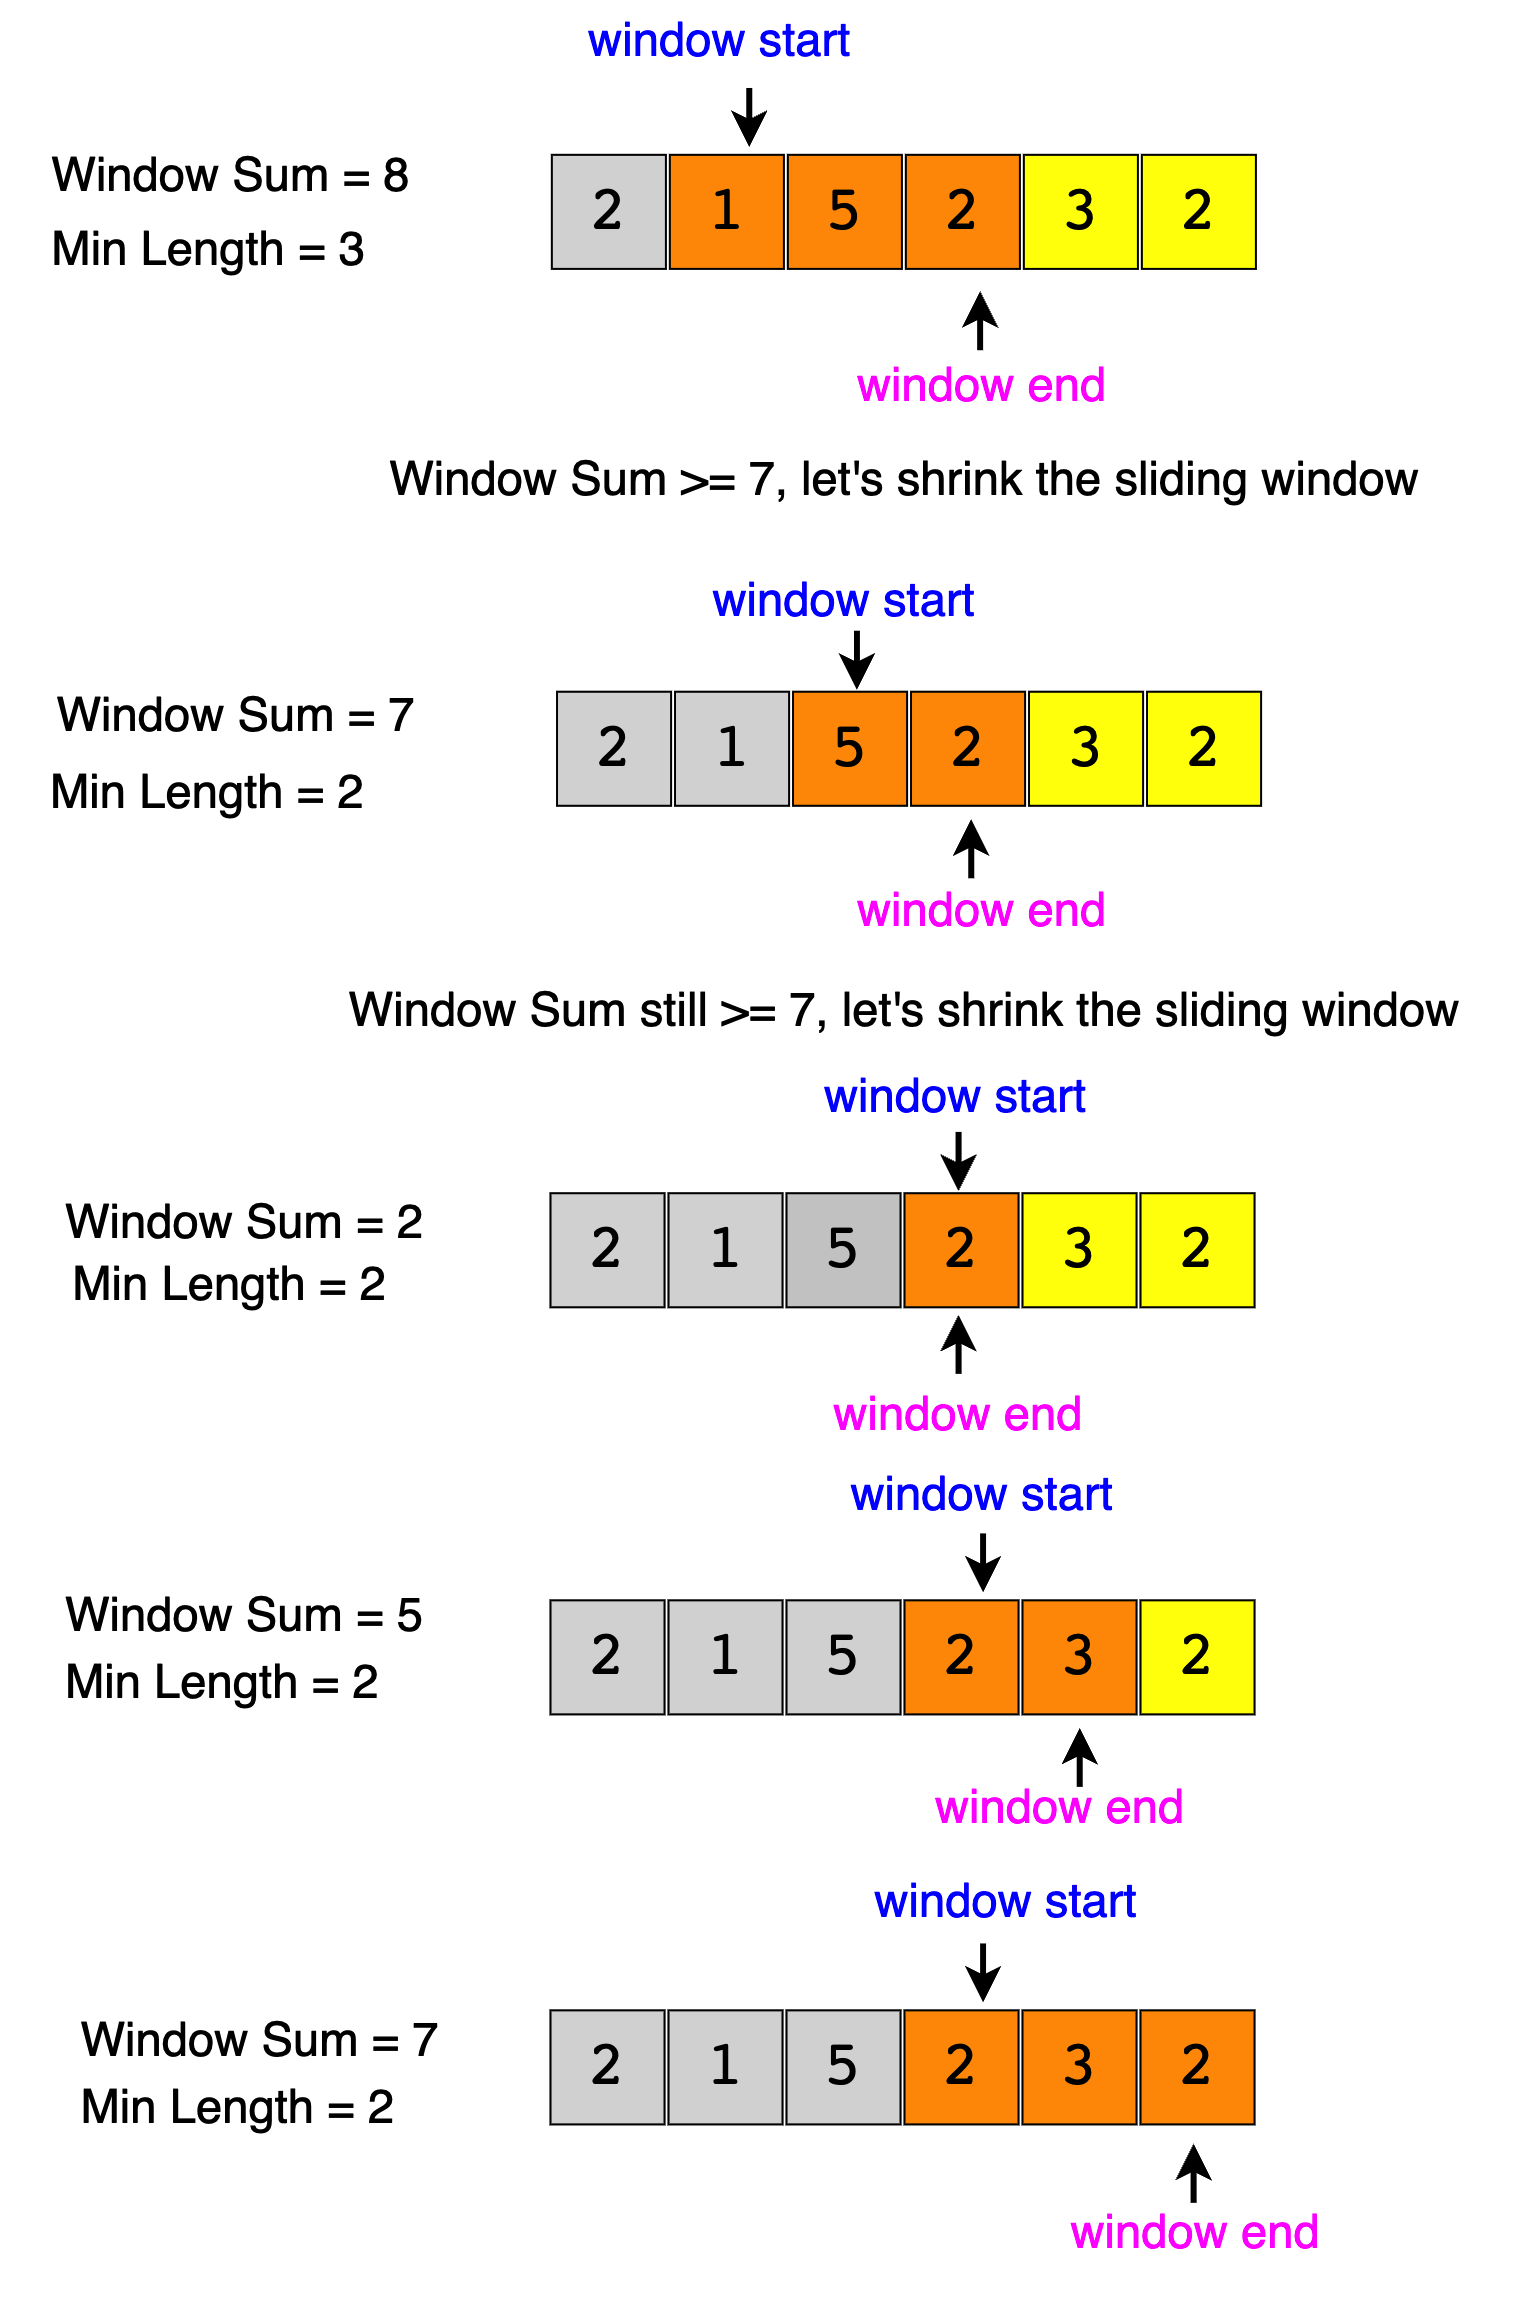 window start
Window Sum = 8
2 1 5 2 3 2
Min Length = 3
window end
Window Sum >= 7, let's shrink the sliding window
window start
Window Sum = 7
2 1 5 2 3 2
Min Length = 2
window end
Window Sum still >= 7, let's shrink the sliding window
window start
Window Sum = 2
2 1 5 2 3 2
Min Length = 2
window end
window start
Window Sum = 5
2 1 5 2 3 2
Min Length = 2
window end
window start
Window Sum = 7
2 1 5 2 3 2
Min Length = 2
window end